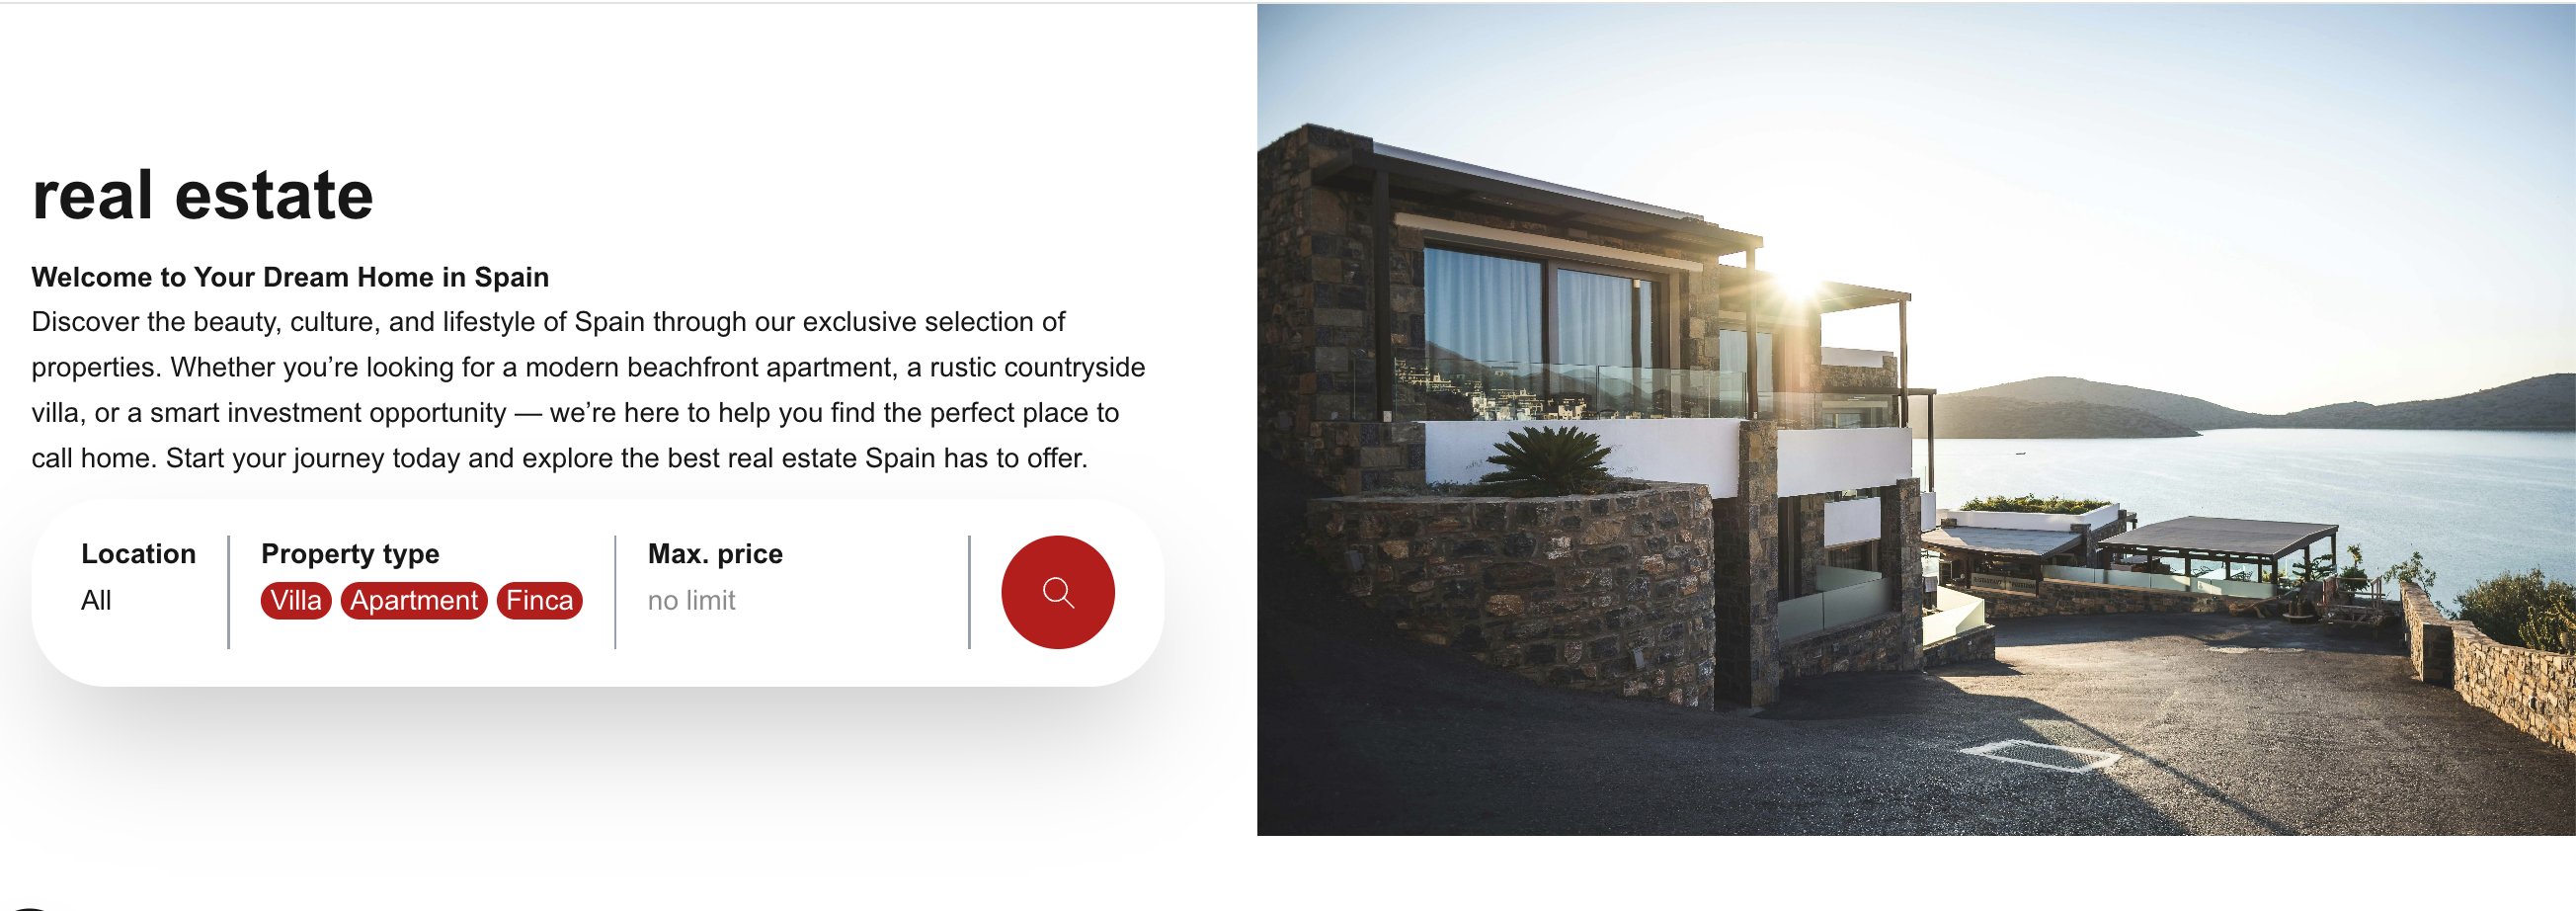 real estate
Welcome to Your Dream Home in Spain
Discover the beauty, culture, and lifestyle of Spain through our exclusive selection of
properties. Whether you’re looking for a modern beachfront apartment, a rustic countryside
villa, or a smart investment opportunity — we’re here to help you find the perfect place to
call home. Start your journey today and explore the best real estate Spain has to offer.
Location
All
Property type
Villa Apartment Finca
Max. price
no limit